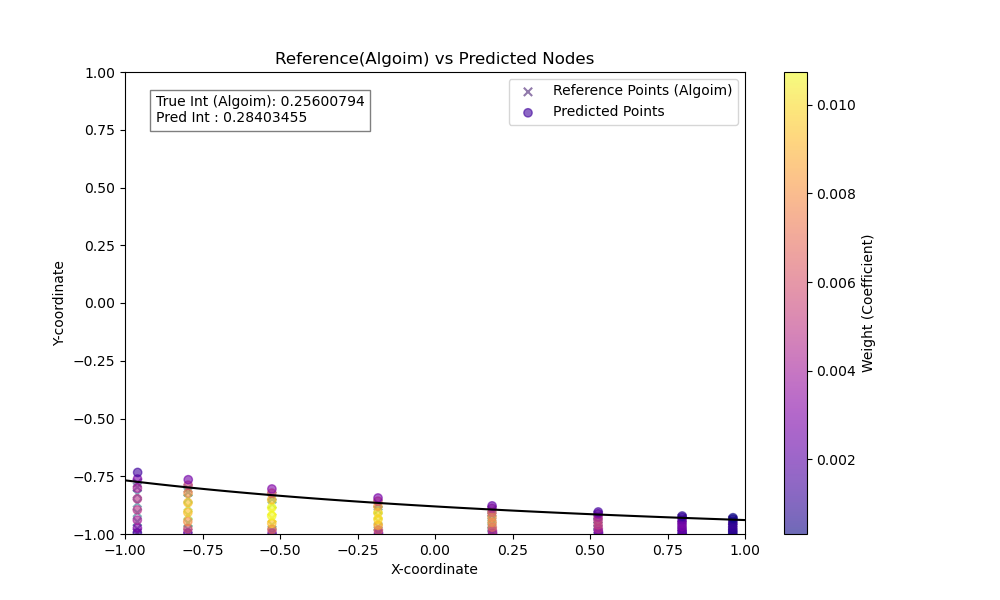 Reference(Algoim) vs Predicted Nodes
True Int (Algoim): 0.25600794
Pred Int : 0.28403455
Reference Points (Algoim)
Predicted Points
Y-coordinate
1.00
0.75
0.50
0.25
0.00
−0.25
−0.50
−0.75
−1.00
−1.00
−0.75
−0.50
−0.25
0.00
0.25
0.50
0.75
1.00
X-coordinate
0.010
0.008
0.006
0.004
0.002
Weight (Coefficient)